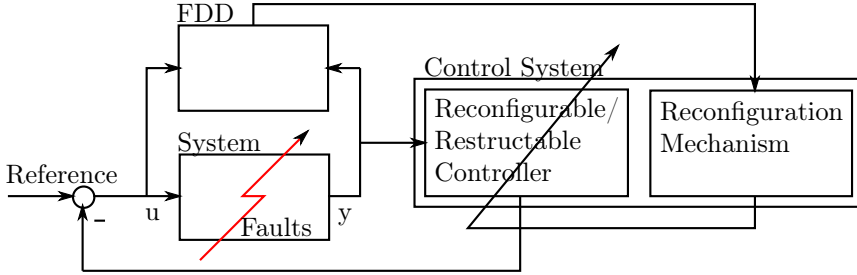 FDD
Control System
Reconfigurable/
Restructable
Controller
Reconfiguration
Mechanism
System
Reference
Faults
u
y
-